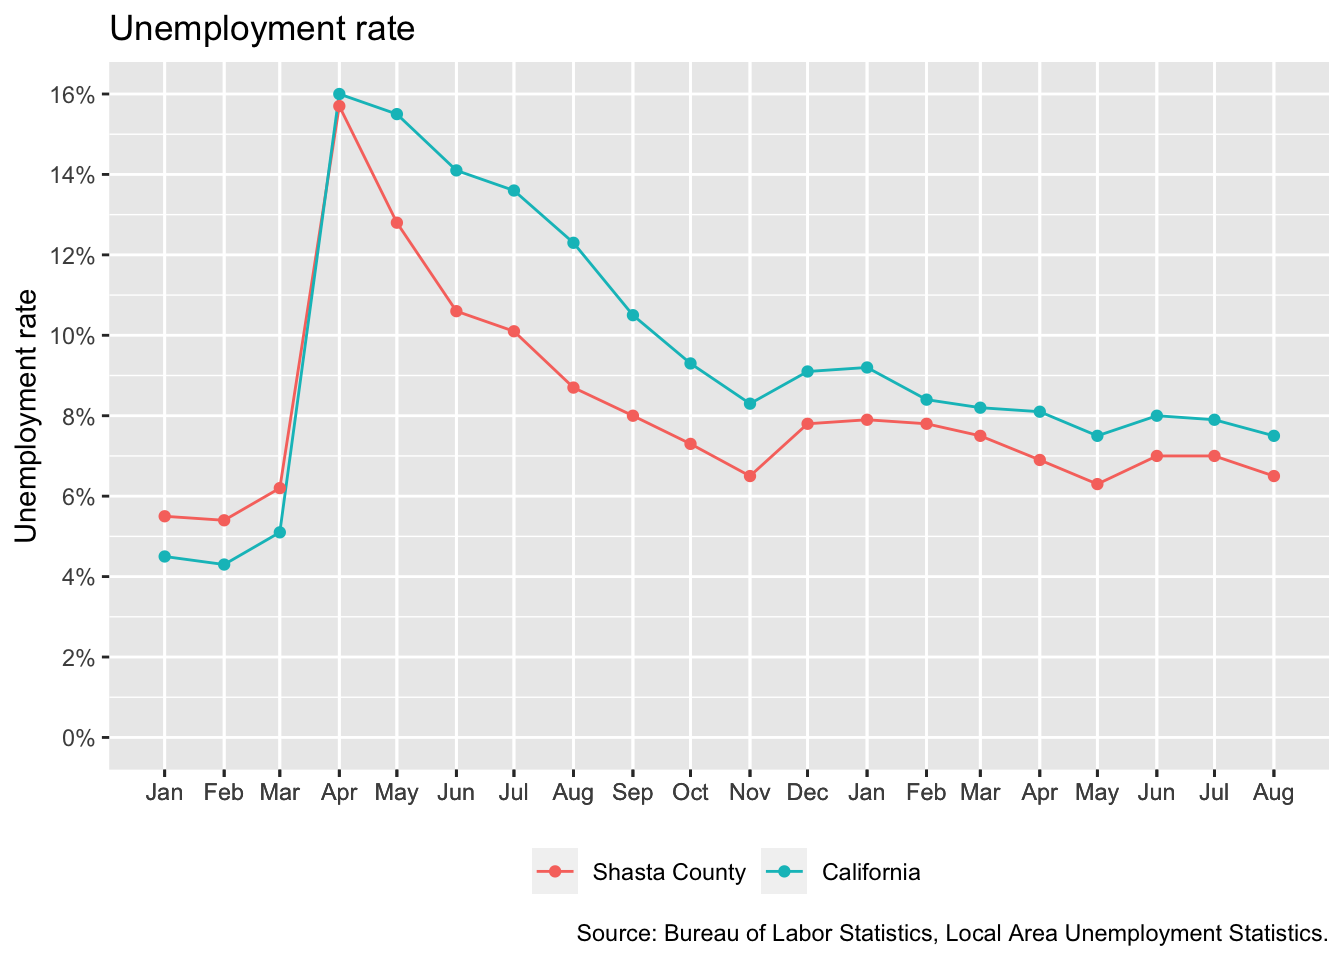 Unemployment rate
Unemployment rate
16%
14%
12%
10%
8%
6%
4%
2%
0%
Jan Feb Mar Apr May Jun Jul Aug Sep Oct Nov Dec Jan Feb Mar Apr May Jun Jul Aug
Shasta County California
Source: Bureau of Labor Statistics, Local Area Unemployment Statistics.